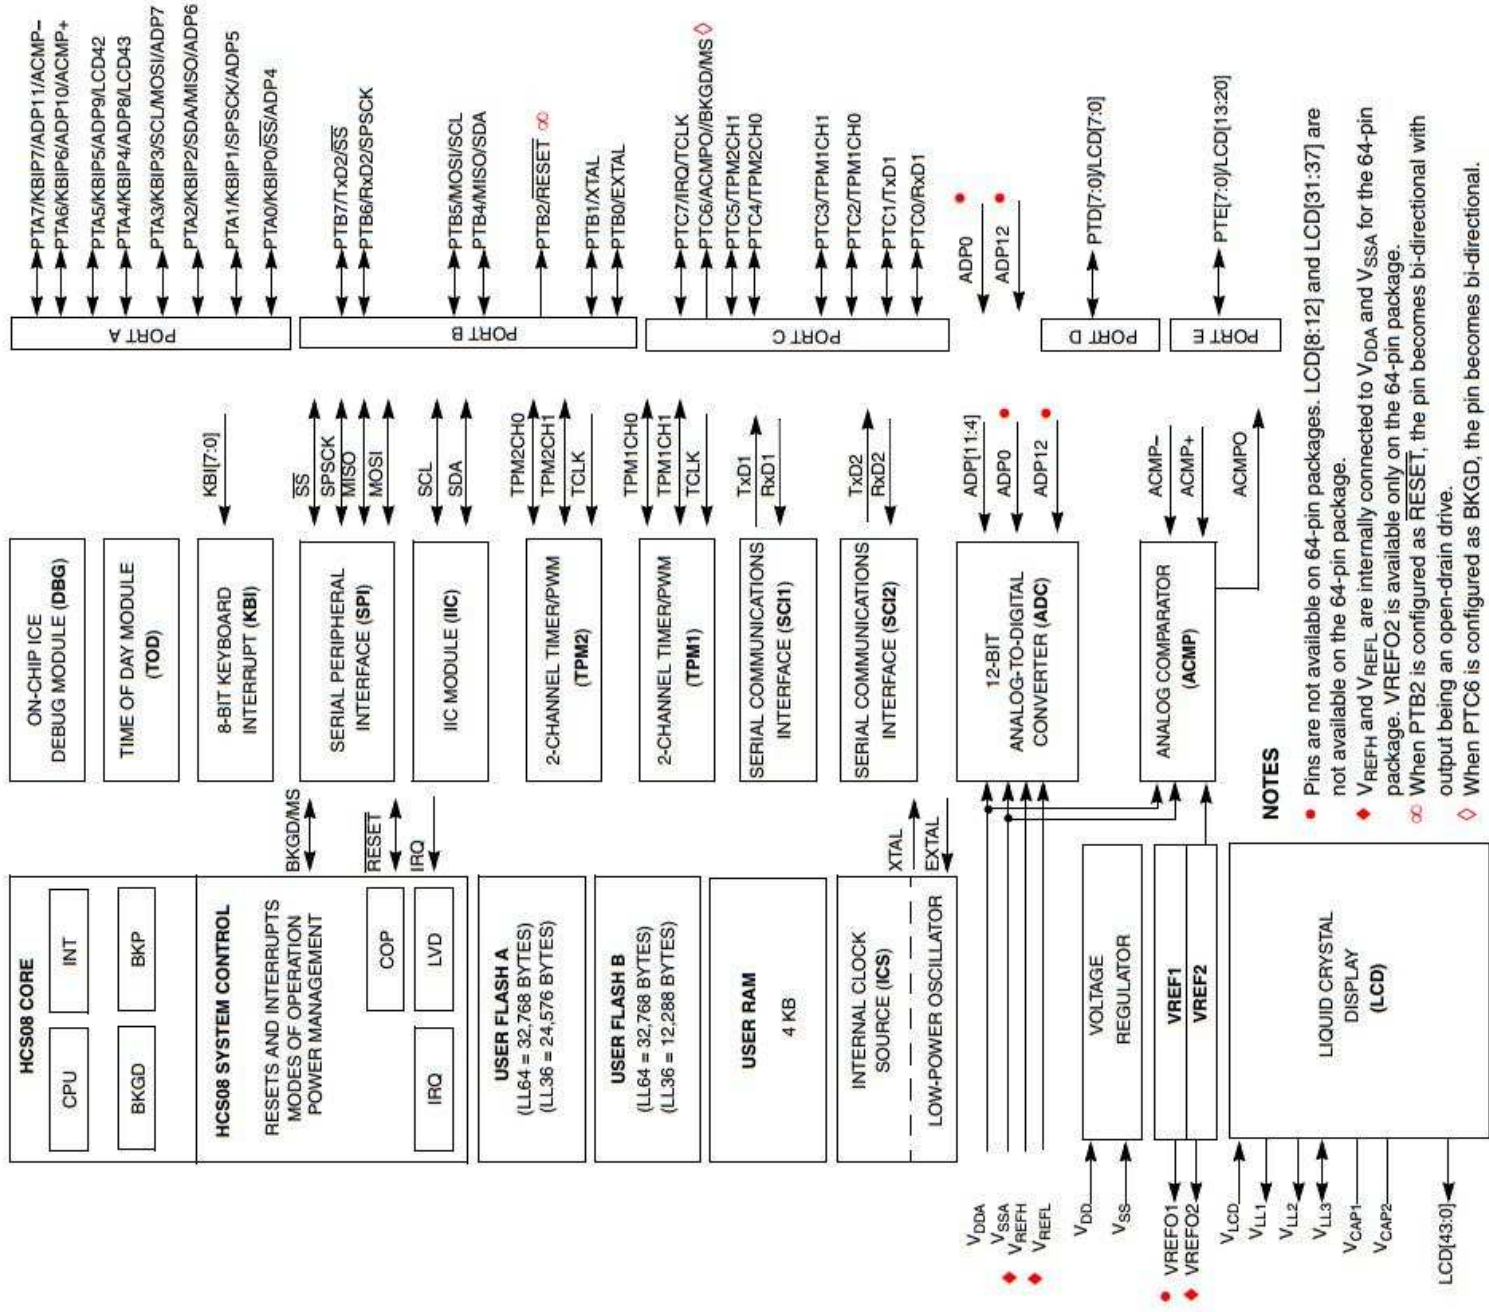 HCS08 CORE
CPU
INT
BKGD
BKP
HCS08 SYSTEM CONTROL
RESETS AND INTERRUPTS
MODES OF OPERATION
POWER MANAGEMENT
COP
IRQ
LVD
USER FLASH A
(LL64 = 32,768 BYTES)
(LL36 = 24,576 BYTES)
USER FLASH B
(LL64 = 32,768 BYTES)
(LL36 = 12,288 BYTES)
USER RAM
4 KB
INTERNAL CLOCK
SOURCE (ICS)
LOW-POWER OSCILLATOR
VOLTAGE
REGULATOR
VREF1
VREF2
LIQUID CRYSTAL
DISPLAY
(LCD)
VDDA
VSSA
◆ VREFH
◆ VREFL
VDD
VSS
● VREFO1
◆ VREFO2
VLCD
VLL1
VLL2
VLL3
VCAP1
VCAP2
LCD[43:0]
BKGD/MS
RESET
IRQ
XTAL
EXTAL
ON-CHIP ICE
DEBUG MODULE (DBG)
TIME OF DAY MODULE
(TOD)
8-BIT KEYBOARD
INTERRUPT (KBI)
KBI[7:0]
SERIAL PERIPHERAL
INTERFACE (SPI)
SS
SPSCK
MISO
MOSI
IIC MODULE (IIC)
SCL
SDA
2-CHANNEL TIMER/PWM
(TPM2)
TPM2CH0
TPM2CH1
TCLK
2-CHANNEL TIMER/PWM
(TPM1)
TPM1CH0
TPM1CH1
TCLK
SERIAL COMMUNICATIONS
INTERFACE (SCI1)
TxD1
RxD1
SERIAL COMMUNICATIONS
INTERFACE (SCI2)
TxD2
RxD2
12-BIT
ANALOG-TO-DIGITAL
CONVERTER (ADC)
ADP[11:4]
ADP0 ●
ADP12 ●
ANALOG COMPARATOR
(ACMP)
ACMP–
ACMP+
ACMPO
PORT A
PTA7/KBIP7/ADP11/ACMP–
PTA6/KBIP6/ADP10/ACMP+
PTA5/KBIP5/ADP9/LCD42
PTA4/KBIP4/ADP8/LCD43
PTA3/KBIP3/SCL/MOSI/ADP7
PTA2/KBIP2/SDA/MISO/ADP6
PTA1/KBIP1/SPSCK/ADP5
PTA0/KBIP0/SS/ADP4
PORT B
PTB7/TxD2/SS
PTB6/RxD2/SPSCK
PTB5/MOSI/SCL
PTB4/MISO/SDA
PTB2/RESET ∞
PTB1/XTAL
PTB0/EXTAL
PORT C
PTC7/IRQ/TCLK
PTC6/ACMPO//BKGD/MS ◇
PTC5/TPM2CH1
PTC4/TPM2CH0
PTC3/TPM1CH1
PTC2/TPM1CH0
PTC1/TxD1
PTC0/RxD1
ADP0 ●
ADP12 ●
PORT D
PTD[7:0]/LCD[7:0]
PORT E
PTE[7:0]/LCD[13:20]
NOTES
● Pins are not available on 64-pin packages. LCD[8:12] and LCD[31:37] are
not available on the 64-pin package.
◆ VREFH and VREFL are internally connected to VDDA and VSSA for the 64-pin
package. VREFO2 is available only on the 64-pin package.
∞ When PTB2 is configured as RESET, the pin becomes bi-directional with
output being an open-drain drive.
◇ When PTC6 is configured as BKGD, the pin becomes bi-directional.